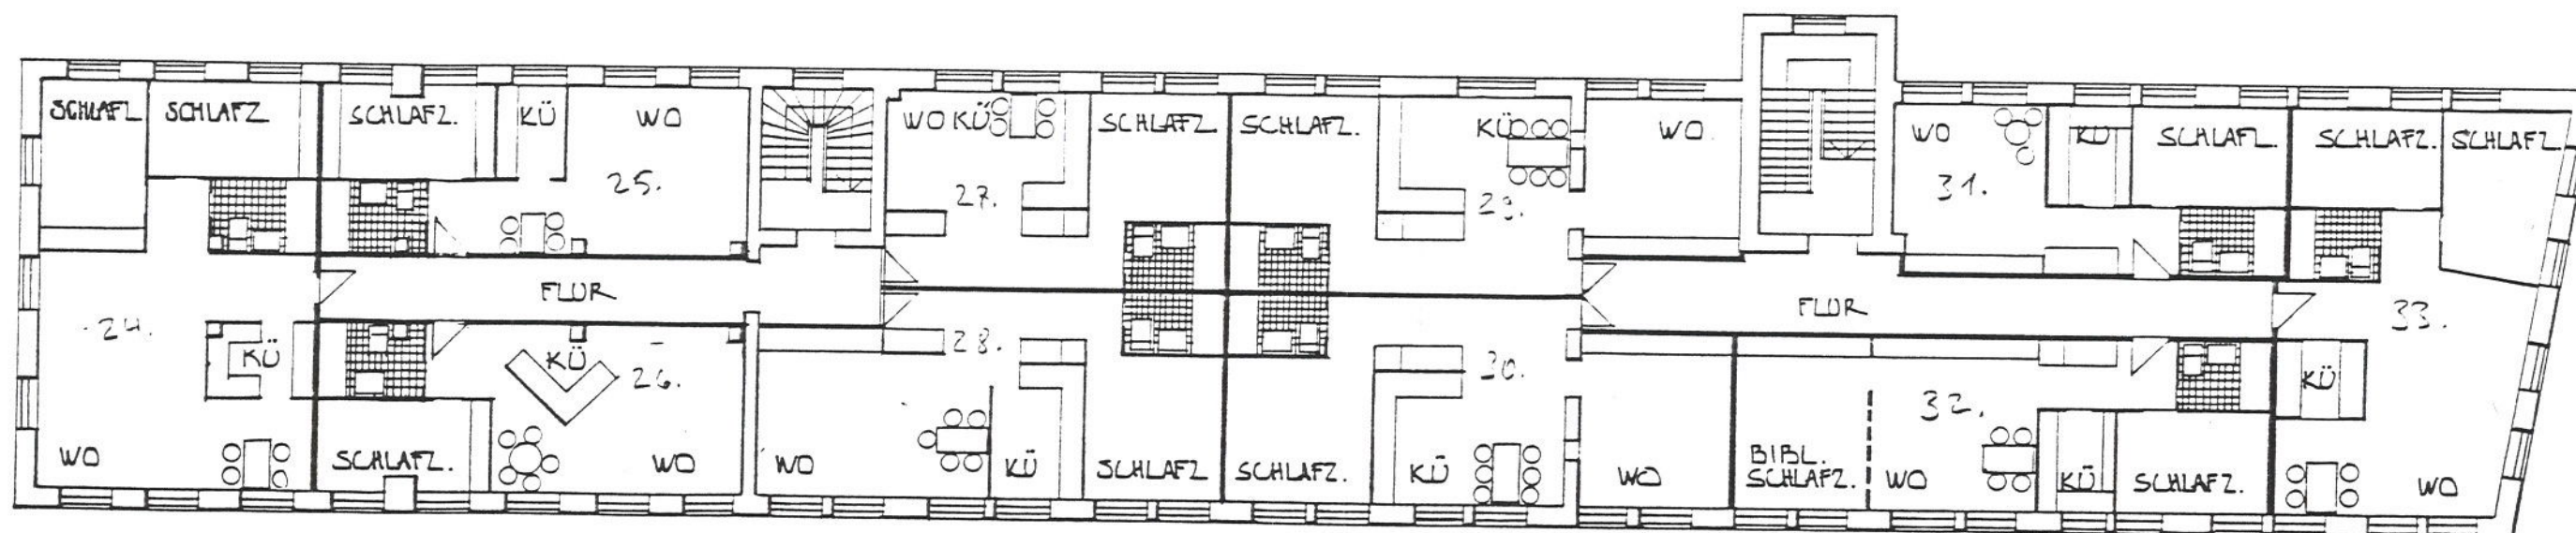 SCHLAFZ
SCHLAFZ
SCHLAFZ.
KÜ
WO
25.
WO KÜ
27.
SCHLAFZ
SCHLAFZ.
KÜ
29.
WO.
WO
31.
KÜ
SCHLAFZ.
SCHLAFZ.
SCHLAFZ.
FLUR
FLUR
24.
KÜ
WO
SCHLAFZ.
KÜ
26.
WO
28.
WO
KÜ
SCHLAFZ
SCHLAFZ.
30.
KÜ
WO
BIBL.
SCHLAFZ.
32.
WO
KÜ
SCHLAFZ.
33.
KÜ
WO